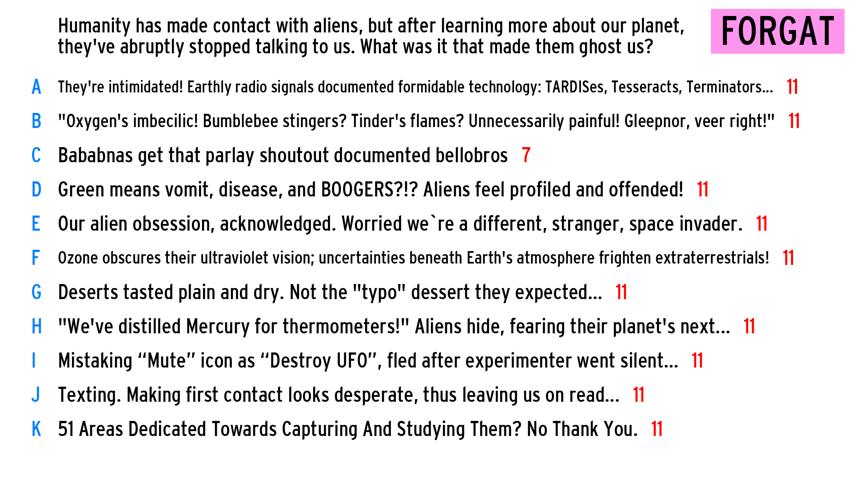 Humanity has made contact with aliens, but after learning more about our planet,
they've abruptly stopped talking to us. What was it that made them ghost us?
FORGAT
A They're intimidated! Earthly radio signals documented formidable technology: TARDISes, Tesseracts, Terminators... 11
B "Oxygen's imbecilic! Bumblebee stingers? Tinder's flames? Unnecessarily painful! Gleepnor, veer right!" 11
C Bababnas get that parlay shoutout documented bellobros 7
D Green means vomit, disease, and BOOGERS?!? Aliens feel profiled and offended! 11
E Our alien obsession, acknowledged. Worried we`re a different, stranger, space invader. 11
F Ozone obscures their ultraviolet vision; uncertainties beneath Earth's atmosphere frighten extraterrestrials! 11
G Deserts tasted plain and dry. Not the "typo" dessert they expected... 11
H "We've distilled Mercury for thermometers!" Aliens hide, fearing their planet's next... 11
I Mistaking “Mute” icon as “Destroy UFO”, fled after experimenter went silent... 11
J Texting. Making first contact looks desperate, thus leaving us on read... 11
K 51 Areas Dedicated Towards Capturing And Studying Them? No Thank You. 11